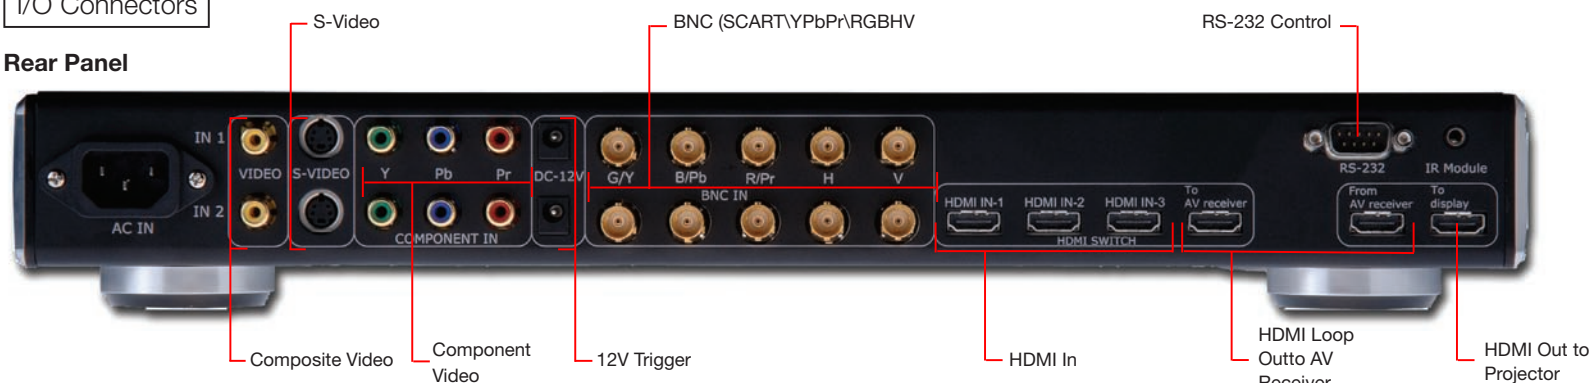 I/O Connectors
S-Video
BNC (SCART\YPbPr\RGBHV
RS-232 Control
Rear Panel
IN 1
VIDEO
S-VIDEO
Y
Pb
Pr
DC-12V
G/Y
B/Pb
R/Pr
H
V
BNC IN
RS-232
IR Module
IN 2
AC IN
COMPONENT IN
HDMI IN-1
HDMI IN-2
HDMI IN-3
HDMI SWITCH
To
AV receiver
From
AV receiver
To
display
Composite Video
Component
Video
12V Trigger
HDMI In
HDMI Loop
Outto AV
Receiver
HDMI Out to
Projector